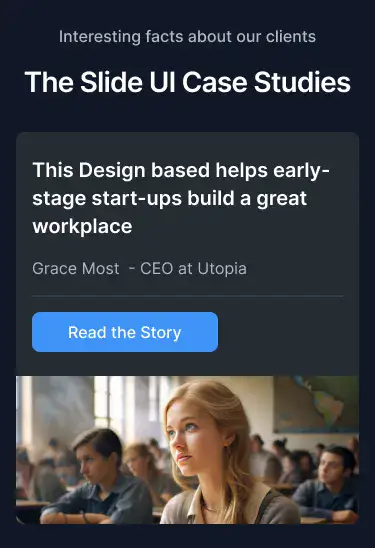 Interesting facts about our clients
The Slide UI Case Studies
This Design based helps early-
stage start-ups build a great
workplace
Grace Most - CEO at Utopia
Read the Story